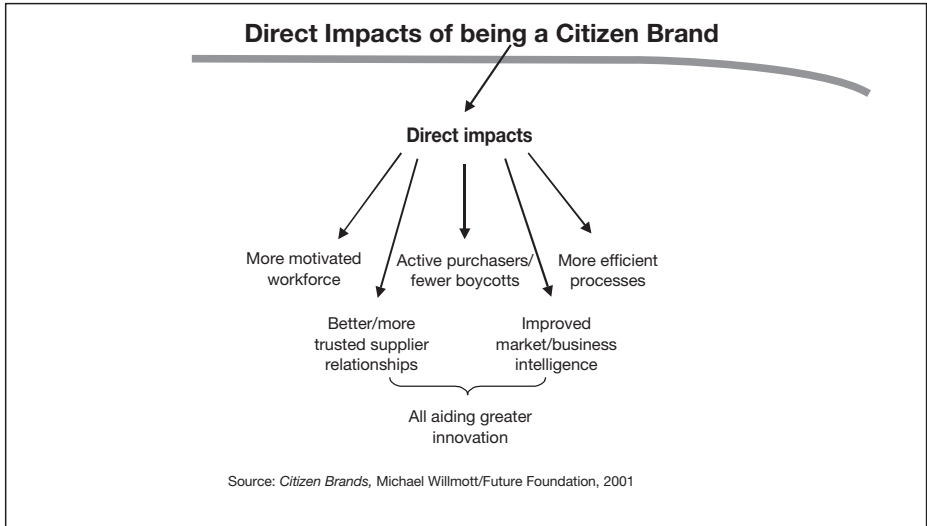 Direct Impacts of being a Citizen Brand
Direct impacts
More motivated
workforce
Active purchasers/
fewer boycotts
More efficient
processes
Better/more
trusted supplier
relationships
Improved
market/business
intelligence
All aiding greater
innovation
Source: Citizen Brands, Michael Willmott/Future Foundation, 2001